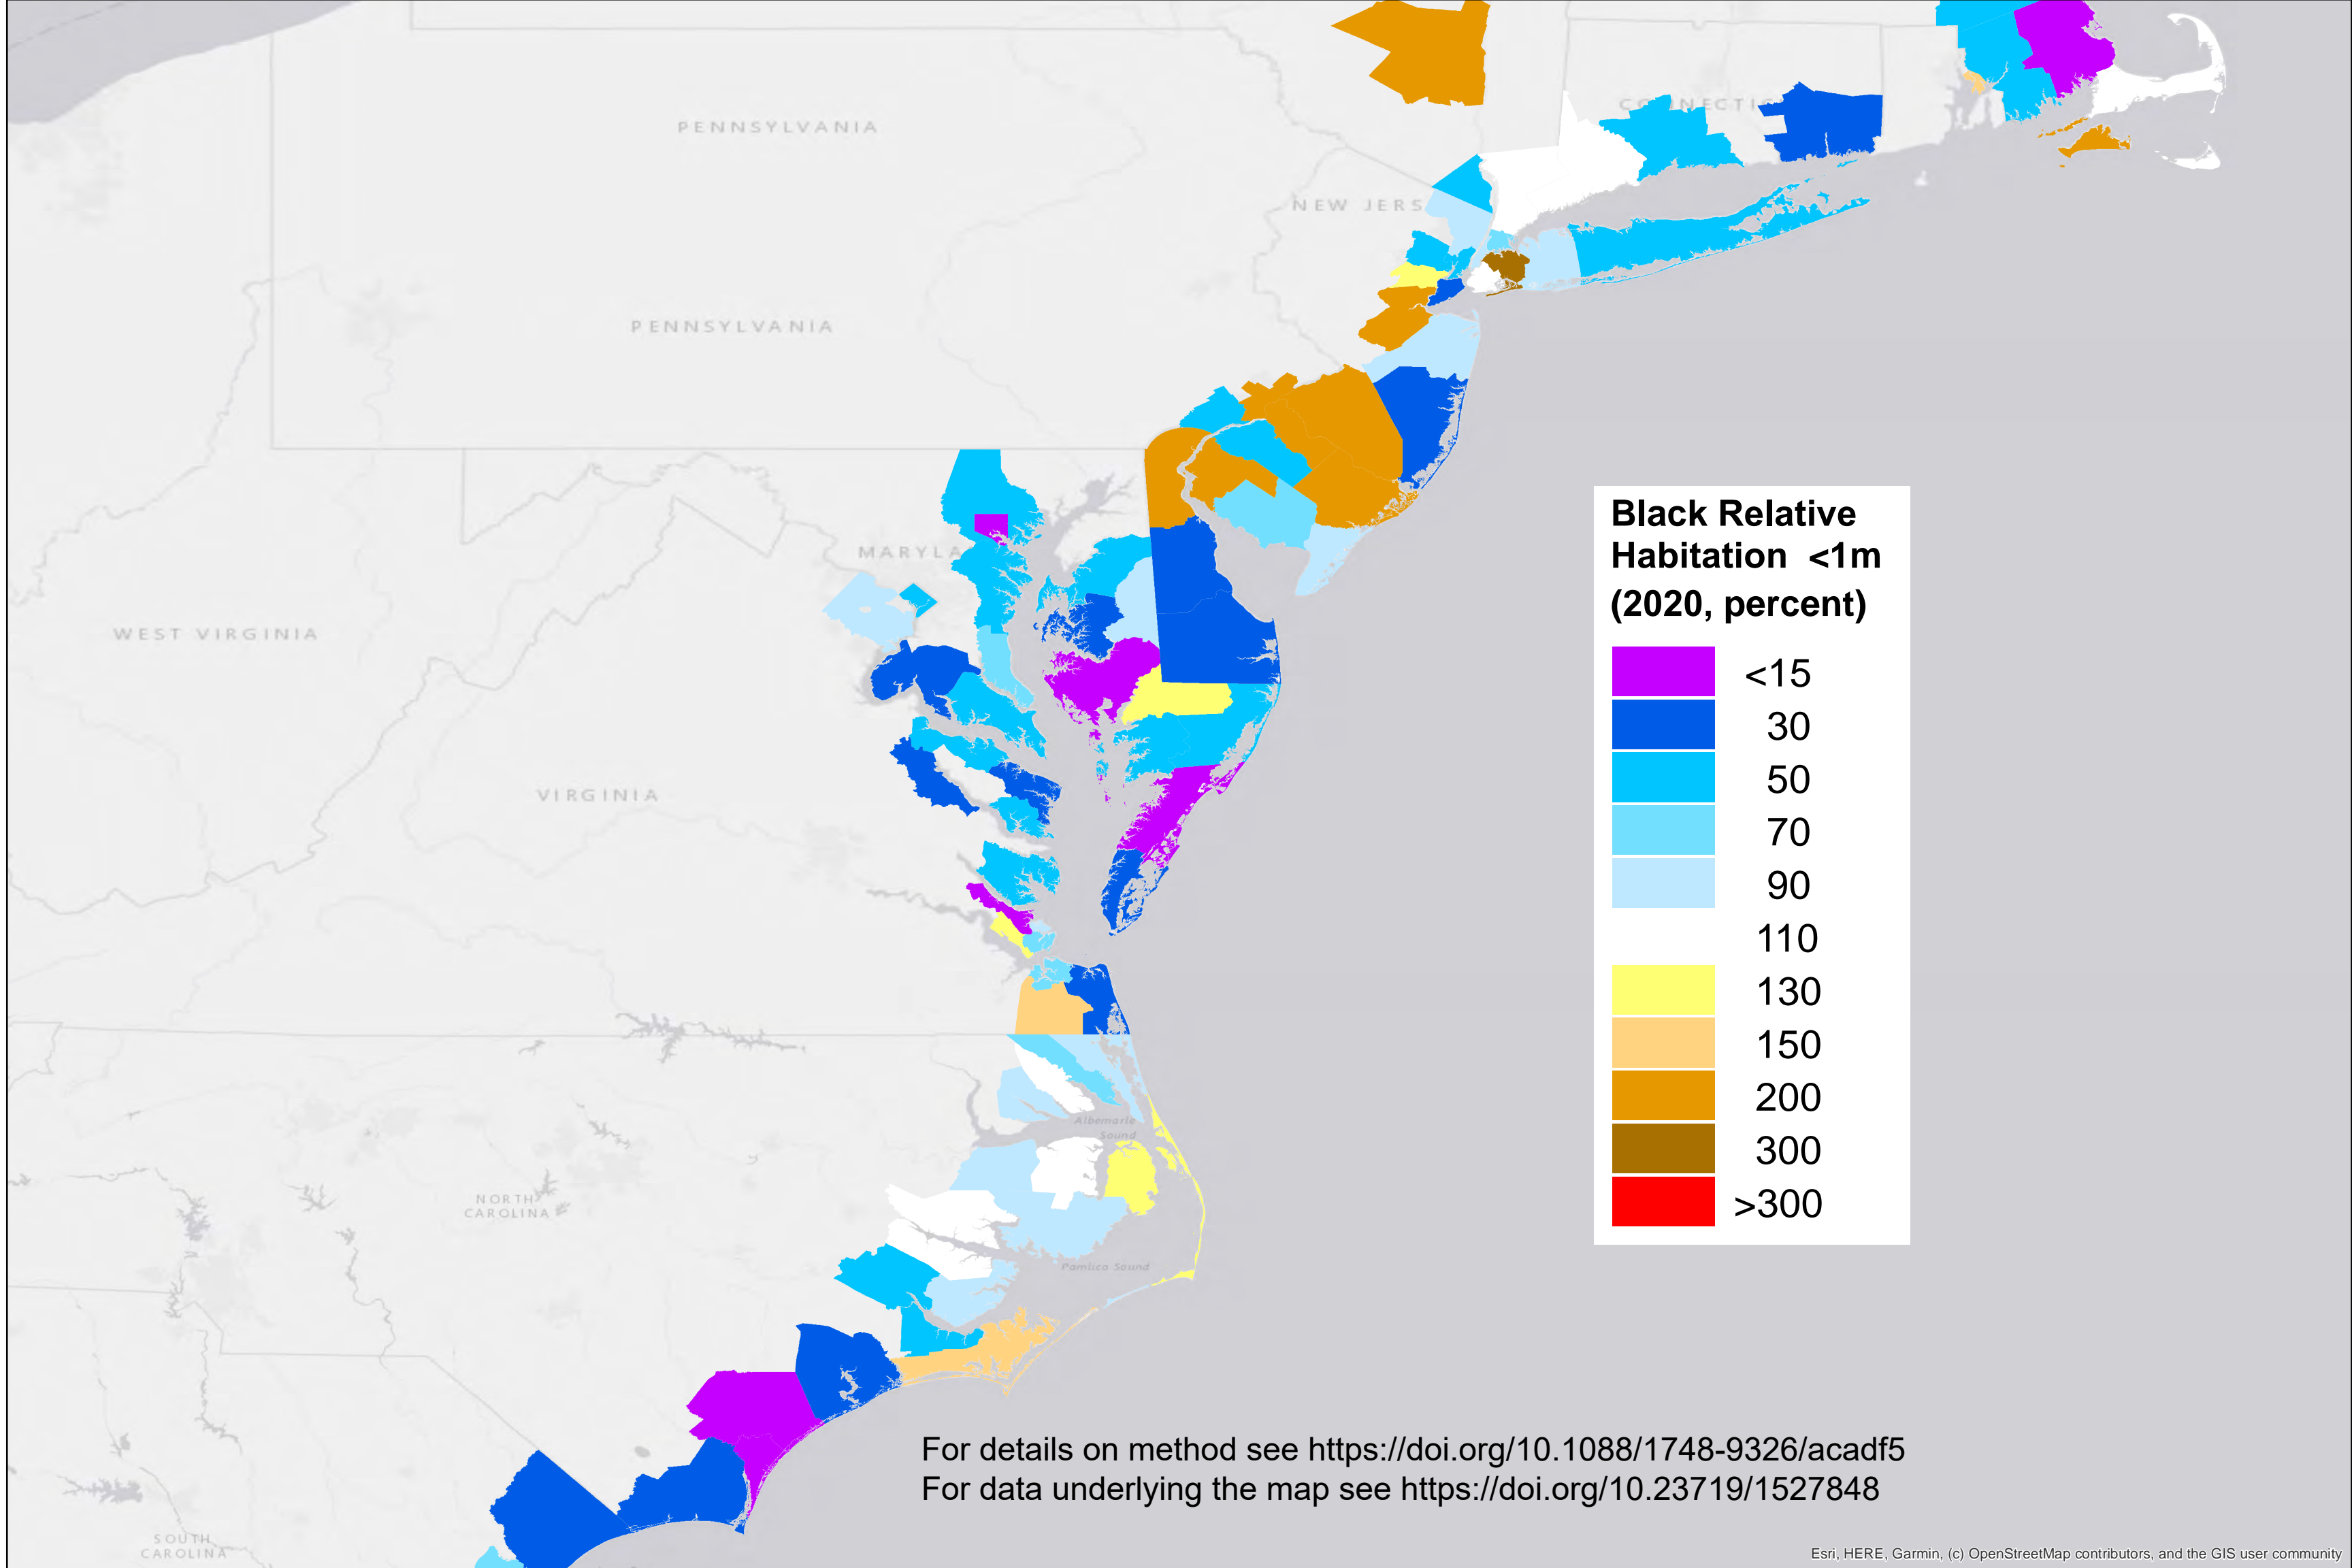 PENNSYLVANIA
CONNECTIC
NEW JERS
PENNSYLVANIA
MARYLA
WEST VIRGINIA
VIRGINIA
Black Relative
Habitation <1m
(2020, percent)
<15
30
50
70
90
110
130
150
200
300
>300
Albemarle
Sound
NORTH
CAROLINA
Pamlico Sound
For details on method see https://doi.org/10.1088/1748-9326/acadf5
For data underlying the map see https://doi.org/10.23719/1527848
SOUTH
CAROLINA
Esri, HERE, Garmin, (c) OpenStreetMap contributors, and the GIS user community